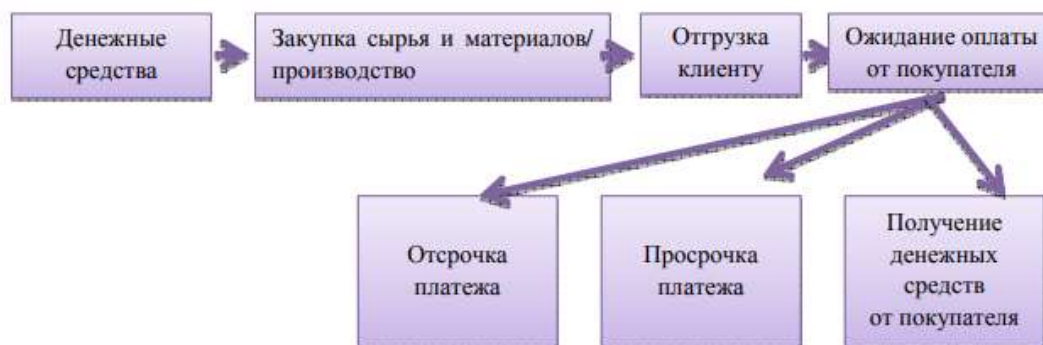 Денежные
средства
Закупка сырья и материалов/
производство
Отгрузка
клиенту
Ожидание оплаты
от покупателя
Отсрочка
платежа
Просрочка
платежа
Получение
денежных
средств
от покупателя